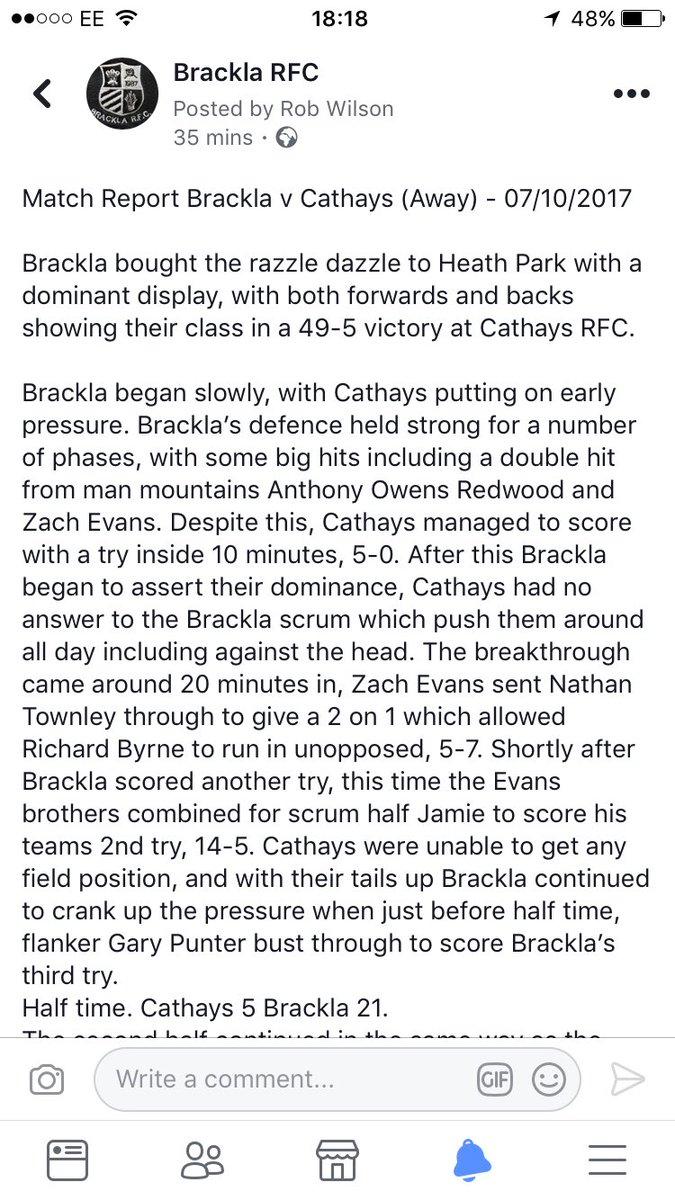 EE
18:18
48%
Brackla RFC
Posted by Rob Wilson
35 mins ·
1987
BRACKLA R.F.C.
Match Report Brackla v Cathays (Away) - 07/10/2017
Brackla bought the razzle dazzle to Heath Park with a
dominant display, with both forwards and backs
showing their class in a 49-5 victory at Cathays RFC.
Brackla began slowly, with Cathays putting on early
pressure. Brackla’s defence held strong for a number
of phases, with some big hits including a double hit
from man mountains Anthony Owens Redwood and
Zach Evans. Despite this, Cathays managed to score
with a try inside 10 minutes, 5-0. After this Brackla
began to assert their dominance, Cathays had no
answer to the Brackla scrum which push them around
all day including against the head. The breakthrough
came around 20 minutes in, Zach Evans sent Nathan
Townley through to give a 2 on 1 which allowed
Richard Byrne to run in unopposed, 5-7. Shortly after
Brackla scored another try, this time the Evans
brothers combined for scrum half Jamie to score his
teams 2nd try, 14-5. Cathays were unable to get any
field position, and with their tails up Brackla continued
to crank up the pressure when just before half time,
flanker Gary Punter bust through to score Brackla’s
third try.
Half time. Cathays 5 Brackla 21.
The second half continued in the same way as the
Write a comment...
GIF